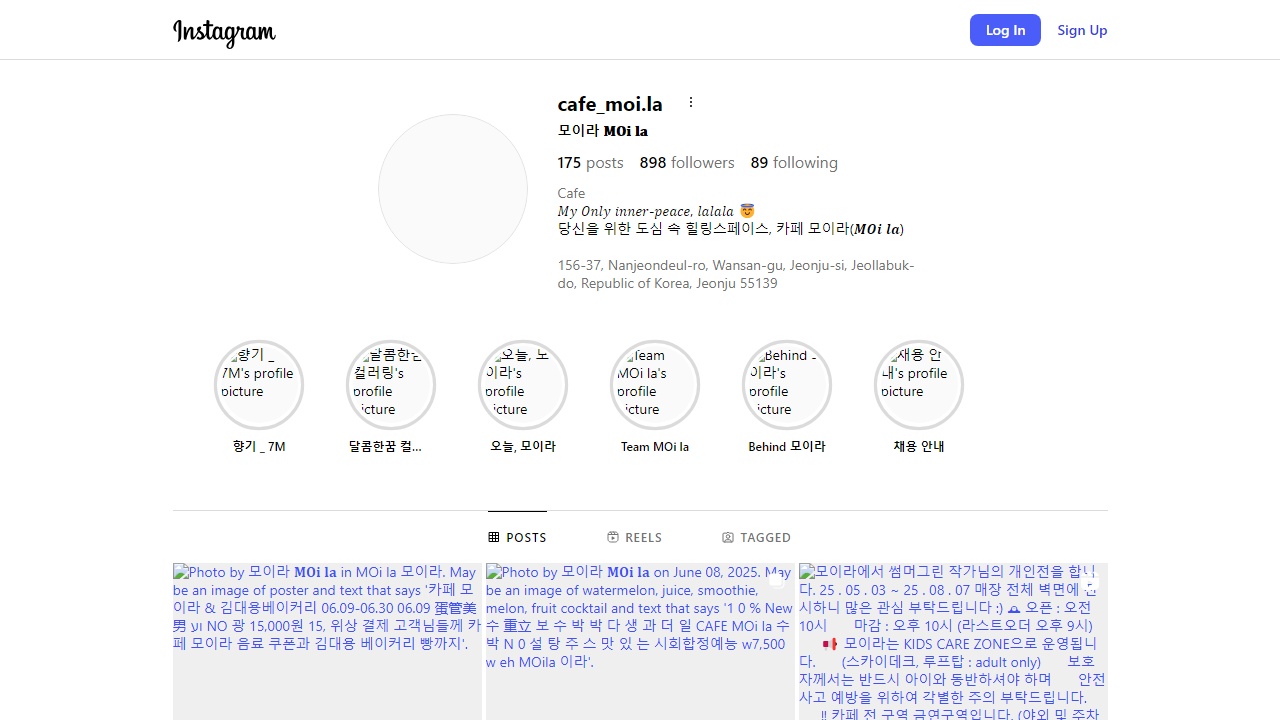 Instagram
Log In
Sign Up
cafe_moi.la
모이라 𝐌𝐎𝐢 𝐥𝐚
175 posts 898 followers 89 following
Cafe
𝑀𝑦 𝑂𝑛𝑙𝑦 𝑖𝑛𝑛𝑒𝑟-𝑝𝑒𝑎𝑐𝑒, 𝑙𝑎𝑙𝑎𝑙𝑎 😇
당신을 위한 도심 속 힐링스페이스, 카페 모이라(𝑴𝑶𝒊 𝒍𝒂)
156-37, Nanjeondeul-ro, Wansan-gu, Jeonju-si, Jeollabuk-
do, Republic of Korea, Jeonju 55139
향기 _
7M's profile
picture
달콤한꿈
컬러링's
profile
picture
이라's
profile
picture
Team
MOi la's
profile
picture
Behind
이라's
profile
picture
채용 안
내's profile
picture
향기 _ 7M
달콤한꿈 컬...
오늘, 모이라
Team MOi la
Behind 모이라
채용 안내
POSTS
REELS
TAGGED
Photo by 모이라 𝐌𝐎𝐢 𝐥𝐚 in MOi la 모이라. May
be an image of poster and text that says '카페 모
이라 & 김대용베이커리 06.09-06.30 06.09 蛋管美
男 yı NO 광 15,000원 15, 위상 결제 고객님들께 카
페 모이라 음료 쿠폰과 김대용 베이커리 빵까지'.
Photo by 모이라 𝐌𝐎𝐢 𝐥𝐚 on June 08, 2025. May
be an image of watermelon, juice, smoothie,
melon, fruit cocktail and text that says '1 0 % New
수 重立 보 수 박 박 다 생 과 더 일 CAFE MOi la 수
박 N 0 설 탕 주 스 맛 있 는 시회합정예능 w7,500
w eh MOila 이라'.
모이라에서 썸머그린 작가님의 개인전을 합니
다. 25 . 05 . 03 ~ 25 . 08 . 07 매장 전체 벽면에 전
시하니 많은 관심 부탁드립니다 :) 🕰 오픈 : 오전
10시 마감 : 오후 10시 (라스트오더 오후 9시)
📢 모이라는 KIDS CARE ZONE으로 운영됩니
다. (스카이데크, 루프탑 : adult only) 보호
자께서는 반드시 아이와 동반하셔야 하며 안전
사고 예방을 위하여 각별한 주의 부탁드립니다.
‼ 카페 전 구역 금연구역입니다. (야외 및 주차